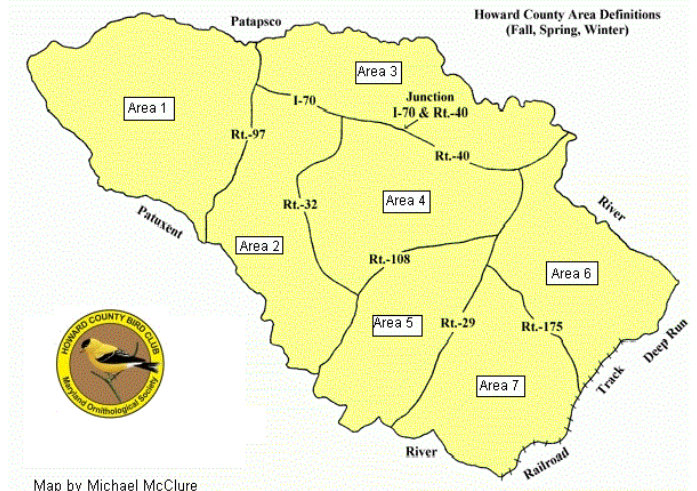 Howard County Area Definitions
(Fall, Spring, Winter)
Patapsco
Area 3
Area 1
I-70
Junction
I-70 & Rt.-40
Rt.-97
Rt.-40
Rt.-32
Area 4
River
Patuxent
Area 2
Rt.-108
Area 6
Area 5
Rt.-29
Rt.-175
Deep Run
Track
Area 7
River
Railroad
HOWARD COUNTY BIRD CLUB
Maryland Ornithological Society
Map by Michael McClure